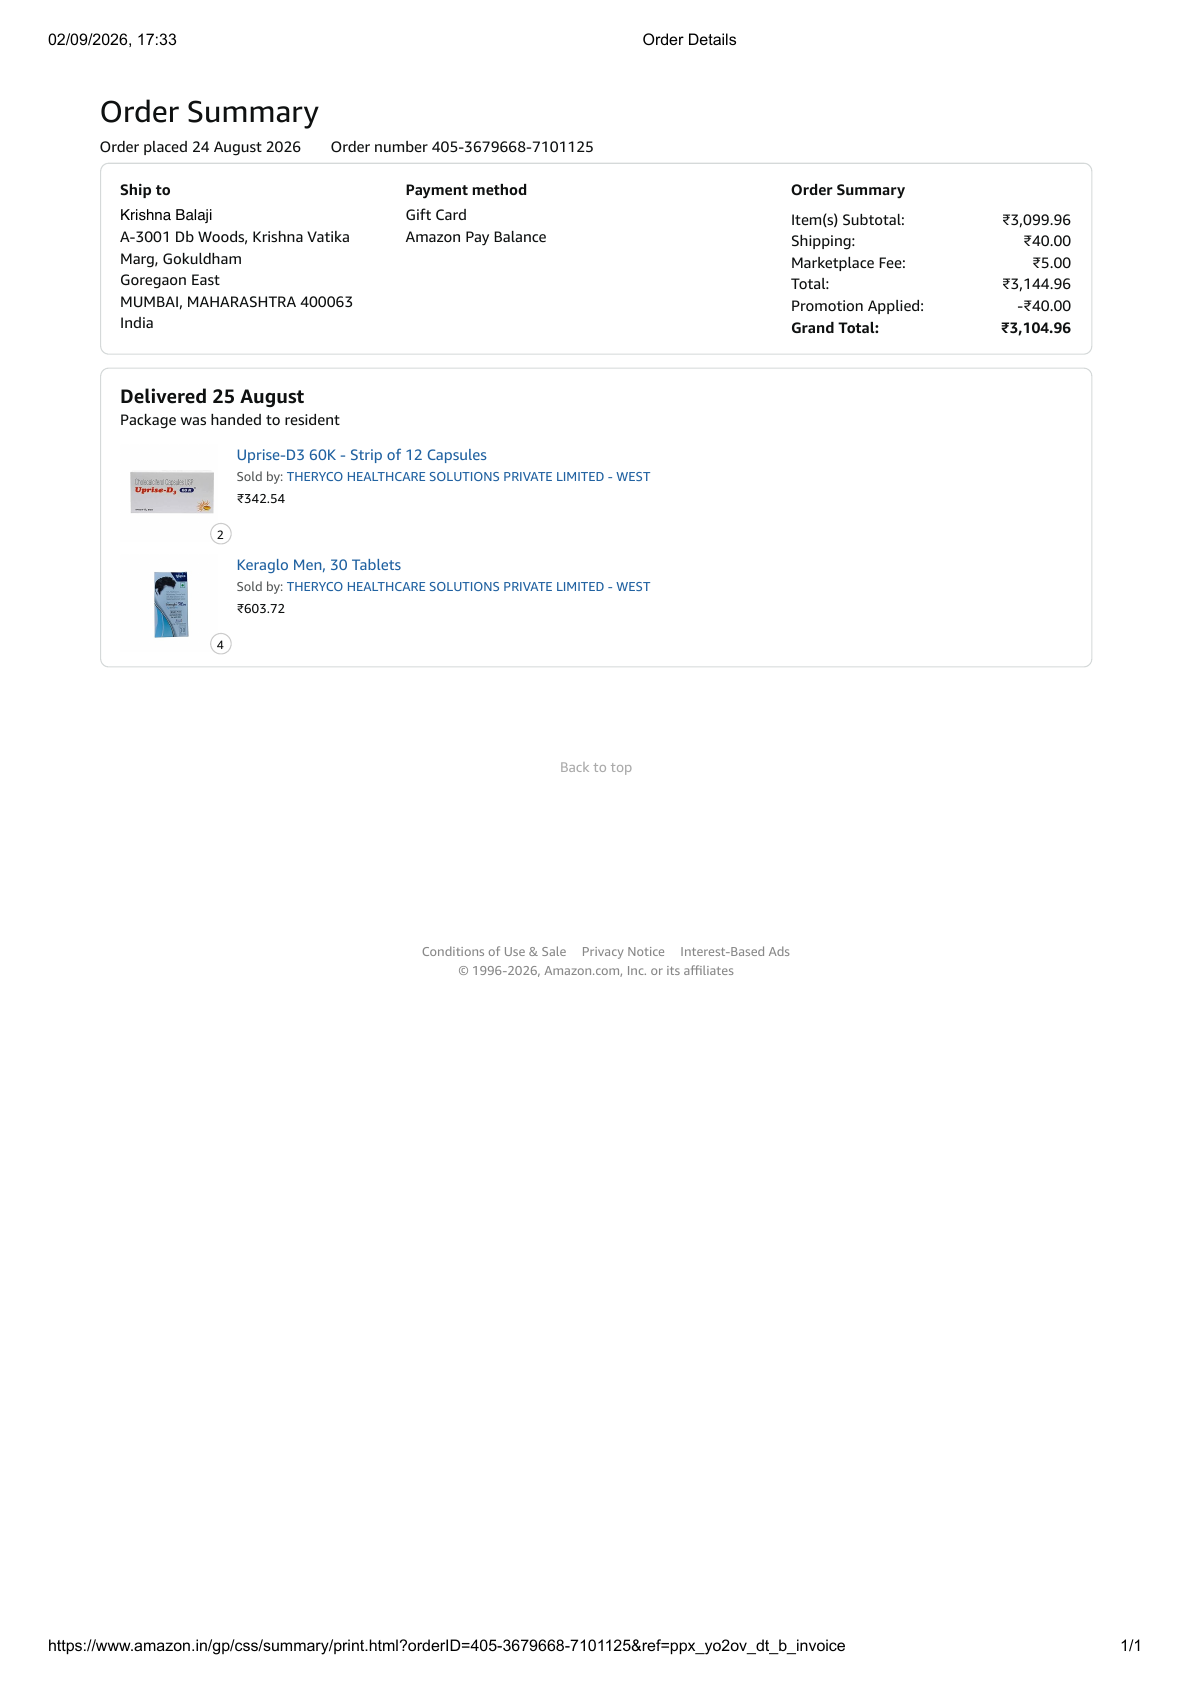 02/09/2026, 17:33
Order Details
Order Summary
Order placed 24 August 2026 Order number 405-3679668-7101125
Ship to
Krishna Balaji
A-3001 Db Woods, Krishna Vatika
Marg, Gokuldham
Goregaon East
MUMBAI, MAHARASHTRA 400063
India
Payment method
Gift Card
Amazon Pay Balance
Order Summary
Item(s) Subtotal: ₹3,099.96
Shipping: ₹40.00
Marketplace Fee: ₹5.00
Total: ₹3,144.96
Promotion Applied: -₹40.00
Grand Total: ₹3,104.96
Delivered 25 August
Package was handed to resident
Cholecalciferol Capsules USP
Uprise-D3 60K
2
Uprise-D3 60K - Strip of 12 Capsules
Sold by: THERYCO HEALTHCARE SOLUTIONS PRIVATE LIMITED - WEST
₹342.54
4
Keraglo Men, 30 Tablets
Sold by: THERYCO HEALTHCARE SOLUTIONS PRIVATE LIMITED - WEST
₹603.72
Back to top
Conditions of Use & Sale Privacy Notice Interest-Based Ads
© 1996-2026, Amazon.com, Inc. or its affiliates
https://www.amazon.in/gp/css/summary/print.html?orderID=405-3679668-7101125&ref=ppx_yo2ov_dt_b_invoice
1/1